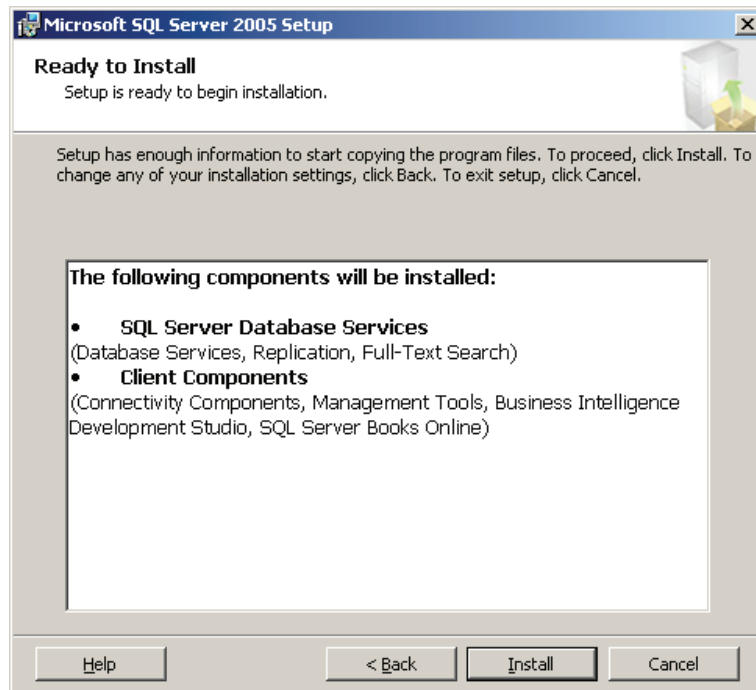 Microsoft SQL Server 2005 Setup
Ready to Install
Setup is ready to begin installation.
Setup has enough information to start copying the program files. To proceed, click Install. To
change any of your installation settings, click Back. To exit setup, click Cancel.
The following components will be installed:
• SQL Server Database Services
(Database Services, Replication, Full-Text Search)
• Client Components
(Connectivity Components, Management Tools, Business Intelligence
Development Studio, SQL Server Books Online)
Help < Back Install Cancel